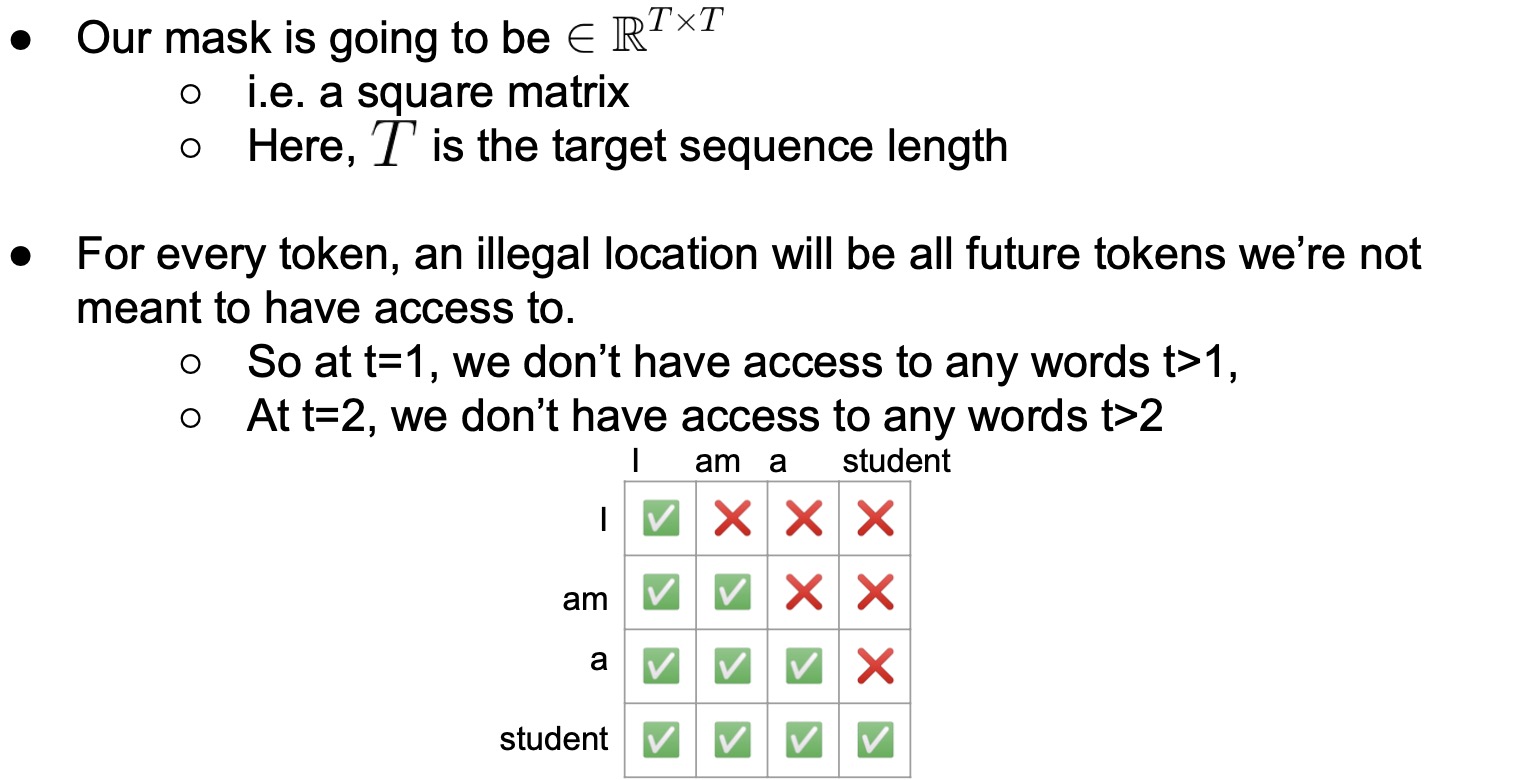 ● Our mask is going to be ∈ ℝ^{T×T}
○ i.e. a square matrix
○ Here, T is the target sequence length
● For every token, an illegal location will be all future tokens we’re not
meant to have access to.
○ So at t=1, we don’t have access to any words t>1,
○ At t=2, we don’t have access to any words t>2
I am a student
I ✅ ❌ ❌ ❌
am ✅ ✅ ❌ ❌
a ✅ ✅ ✅ ❌
student ✅ ✅ ✅ ✅